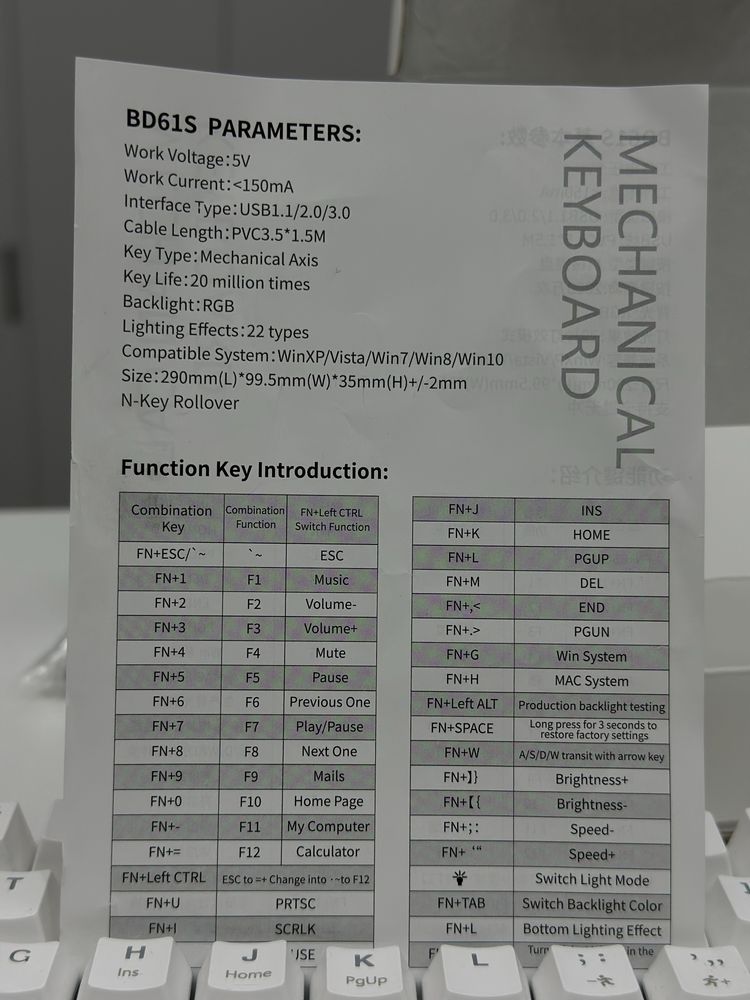 BD61S PARAMETERS:
Work Voltage:5V
Work Current:<150mA
Interface Type:USB1.1/2.0/3.0
Cable Length:PVC3.5*1.5M
Key Type:Mechanical Axis
Key Life:20 million times
Backlight:RGB
Lighting Effects:22 types
Compatible System:WinXP/Vista/Win7/Win8/Win10
Size:290mm(L)*99.5mm(W)*35mm(H)+/-2mm
N-Key Rollover
MECHANICAL
KEYBOARD
Function Key Introduction:
Combination Key Combination Function FN+Left CTRL Switch Function
FN+ESC/`~ `~ ESC
FN+1 F1 Music
FN+2 F2 Volume-
FN+3 F3 Volume+
FN+4 F4 Mute
FN+5 F5 Pause
FN+6 F6 Previous One
FN+7 F7 Play/Pause
FN+8 F8 Next One
FN+9 F9 Mails
FN+0 F10 Home Page
FN+- F11 My Computer
FN+= F12 Calculator
FN+Left CTRL ESC to =+ Change into ·~to F12
FN+U PRTSC
FN+I SCRLK
FN+J INS
FN+K HOME
FN+L PGUP
FN+M DEL
FN+,< END
FN+.> PGUN
FN+G Win System
FN+H MAC System
FN+Left ALT Production backlight testing
FN+SPACE Long press for 3 seconds to
restore factory settings
FN+W A/S/D/W transit with arrow key
FN+】} Brightness+
FN+【{ Brightness-
FN+;: Speed-
FN+ ‘“ Speed+
Switch Light Mode
FN+TAB Switch Backlight Color
FN+L Bottom Lighting Effect
in the
T
G
H
Ins
J
Home
K
PgUp
L